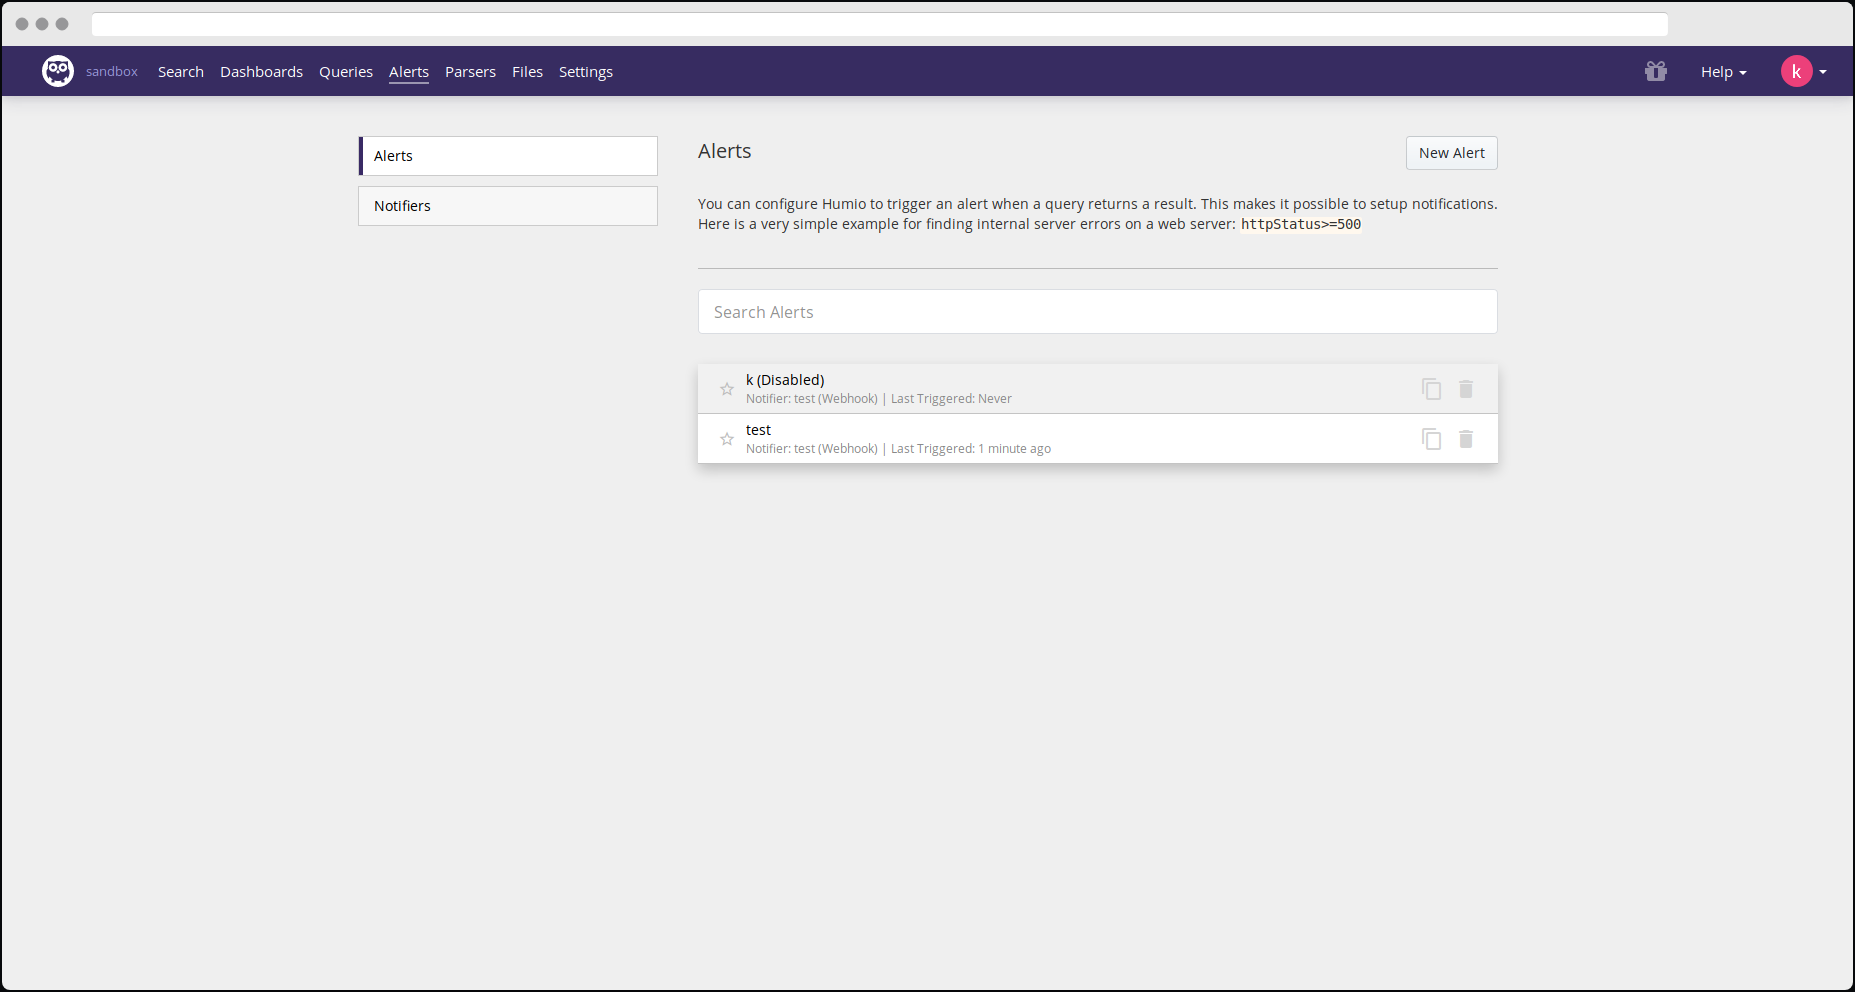 sandbox Search Dashboards Queries Alerts Parsers Files Settings Help k
Alerts
Notifiers
Alerts
New Alert
You can configure Humio to trigger an alert when a query returns a result. This makes it possible to setup notifications.
Here is a very simple example for finding internal server errors on a web server: httpStatus>=500
Search Alerts
k (Disabled)
Notifier: test (Webhook) | Last Triggered: Never
test
Notifier: test (Webhook) | Last Triggered: 1 minute ago